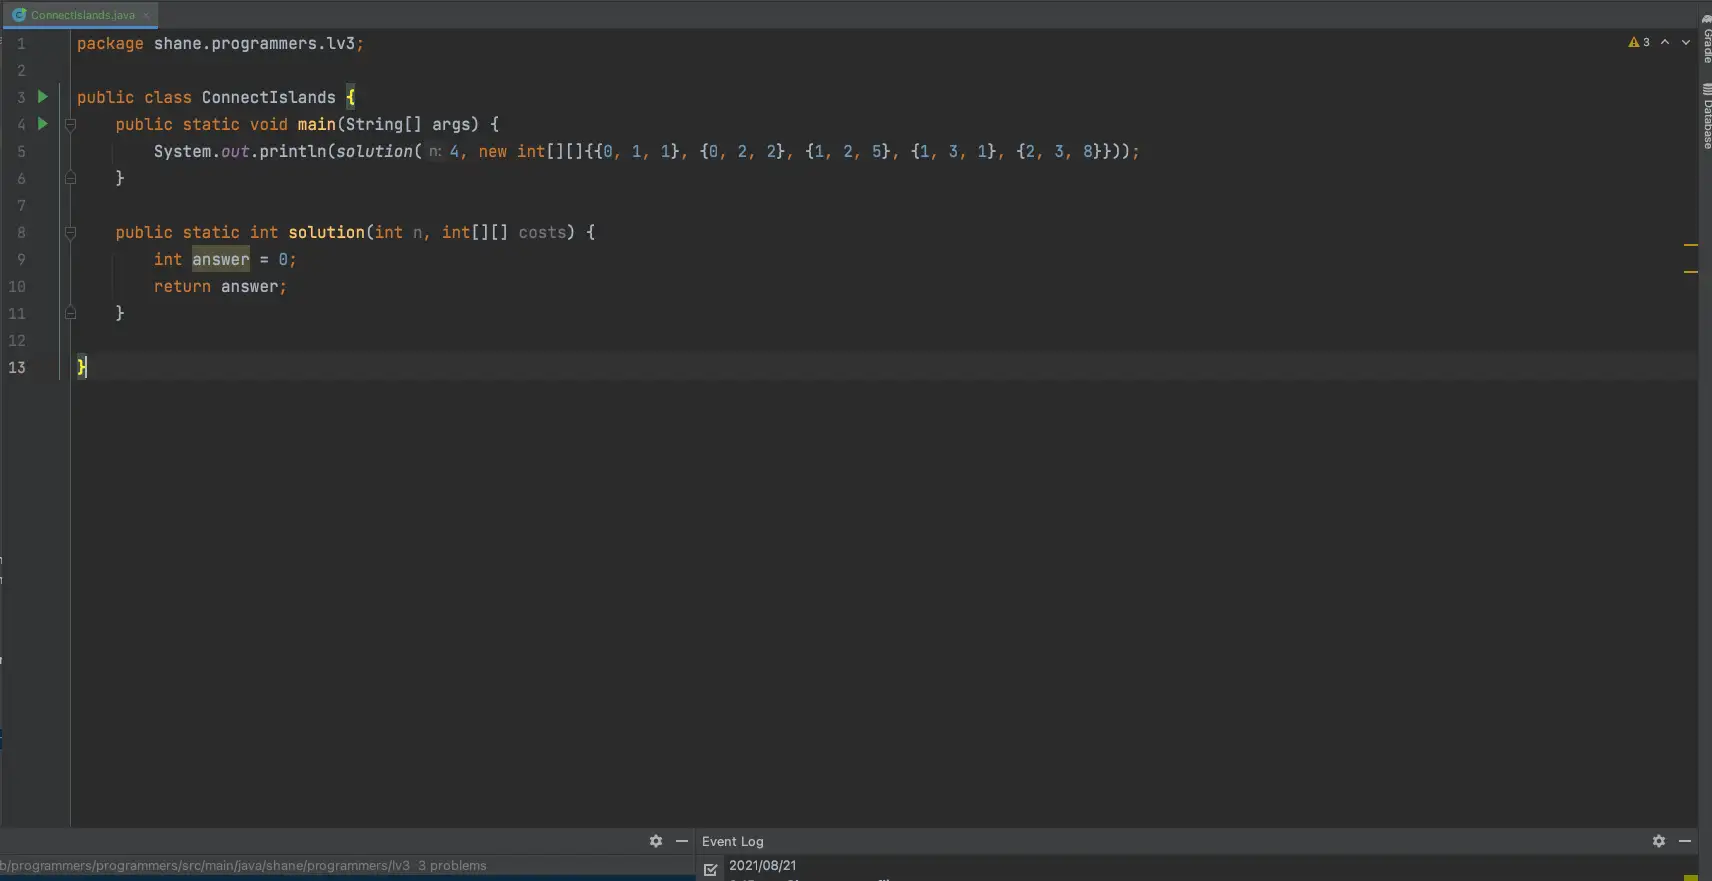 ConnectIslands.java
1 package shane.programmers.lv3;
2
3 public class ConnectIslands {
4 public static void main(String[] args) {
5 System.out.println(solution( n: 4, new int[][]{{0, 1, 1}, {0, 2, 2}, {1, 2, 5}, {1, 3, 1}, {2, 3, 8}}));
6 }
7
8 public static int solution(int n, int[][] costs) {
9 int answer = 0;
10 return answer;
11 }
12
13 }
3
Gradle
Database
Event Log
b/programmers/programmers/src/main/java/shane/programmers/lv3 3 problems
2021/08/21